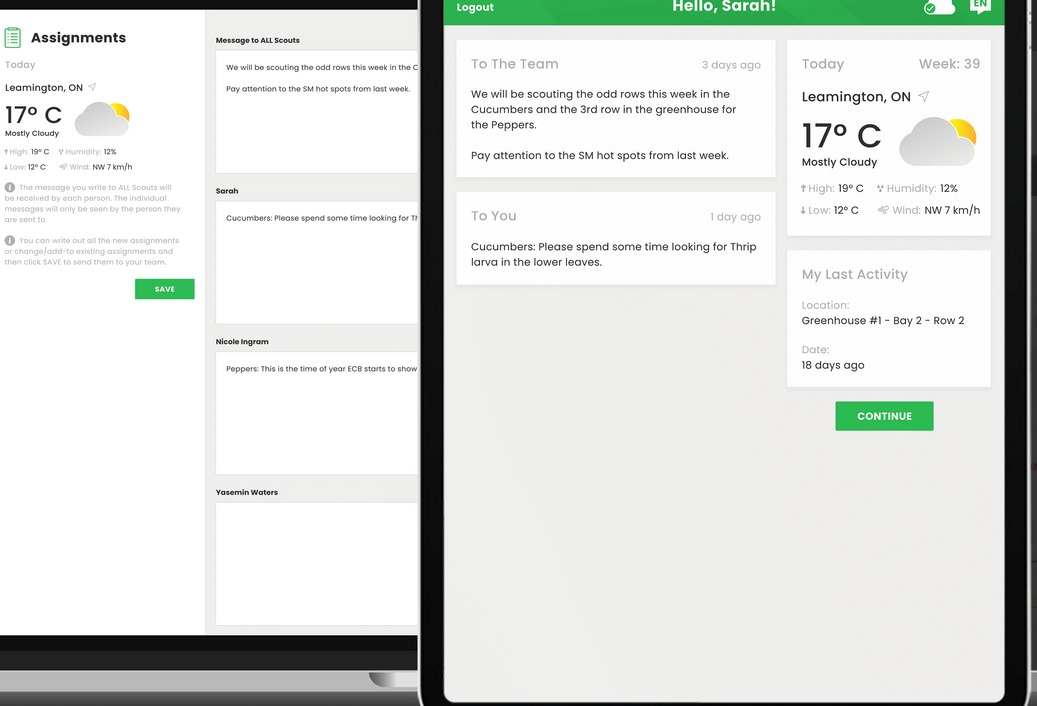 Assignments
Today
Leamington, ON
17° C
Mostly Cloudy
High: 19° C Humidity: 12%
Low: 12° C Wind: NW 7 km/h
The message you write to ALL Scouts will
be received by each person. The individual
messages will only be seen by the person they
are sent to.
You can write out all the new assignments
or change/add-to existing assignments and
then click SAVE to send them to your team.
SAVE
Message to ALL Scouts
We will be scouting the odd rows this week in the C
Pay attention to the SM hot spots from last week.
Sarah
Cucumbers: Please spend some time looking for Th
Nicole Ingram
Peppers: This is the time of year ECB starts to show
Yasemin Waters
Logout
Hello, Sarah!
EN
To The Team 3 days ago
We will be scouting the odd rows this week in the
Cucumbers and the 3rd row in the greenhouse for
the Peppers.
Pay attention to the SM hot spots from last week.
To You 1 day ago
Cucumbers: Please spend some time looking for Thrip
larva in the lower leaves.
Today Week: 39
Leamington, ON
17° C
Mostly Cloudy
High: 19° C Humidity: 12%
Low: 12° C Wind: NW 7 km/h
My Last Activity
Location:
Greenhouse #1 - Bay 2 - Row 2
Date:
18 days ago
CONTINUE